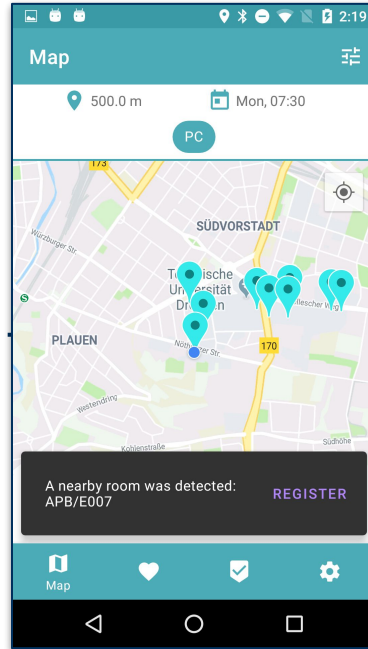 2:19
Map
500.0 m
Mon, 07:30
PC
173
Würzburger Str.
SÜDVORSTADT
Technische
Universität
Dresden
PLAUEN
170
Westendring
Kohlenstraße
Südhöhe
A nearby room was detected:
APB/E007
REGISTER
Map